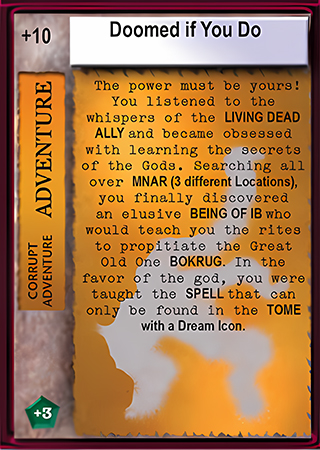 +10
Doomed if You Do
CORRUPT
ADVENTURE
ADVENTURE
The power must be yours!
You listened to the
whispers of the LIVING DEAD
ALLY and became obsessed
with learning the secrets
of the Gods. Searching all
over MNAR (3 different Locations),
you finally discovered
an elusive BEING OF IB who
would teach you the rites
to propitiate the Great
Old One BOKRUG. In the
favor of the god, you were
taught the SPELL that can
only be found in the TOME
with a Dream Icon.
+3